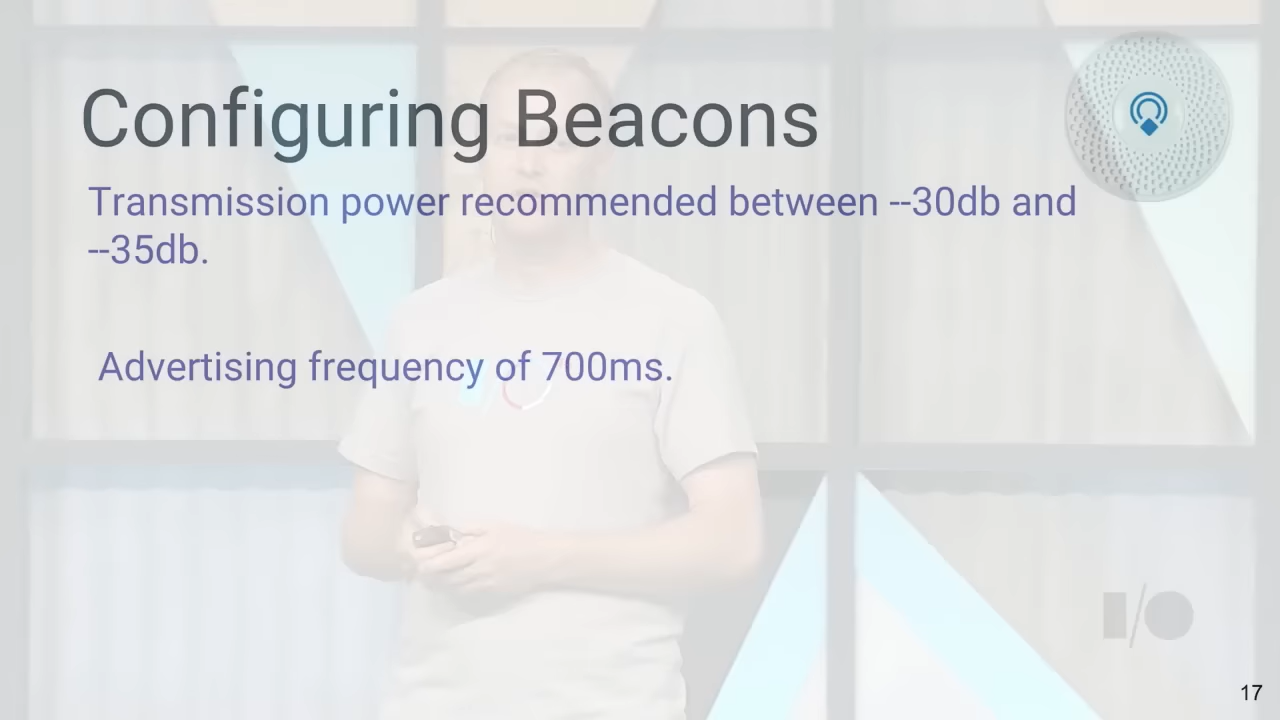 Configuring Beacons
Transmission power recommended between --30db and
--35db.
Advertising frequency of 700ms.
I/O
17